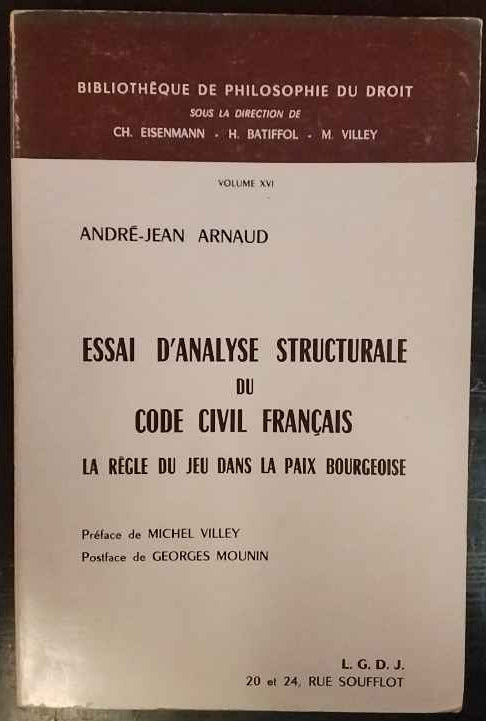 BIBLIOTHÈQUE DE PHILOSOPHIE DU DROIT
SOUS LA DIRECTION DE
CH. EISENMANN - H. BATIFFOL - M. VILLEY
VOLUME XVI
ANDRÉ-JEAN ARNAUD
ESSAI D'ANALYSE STRUCTURALE
DU
CODE CIVIL FRANÇAIS
LA RÈGLE DU JEU DANS LA PAIX BOURGEOISE
Préface de MICHEL VILLEY
Postface de GEORGES MOUNIN
L. G. D. J.
20 et 24, RUE SOUFFLOT